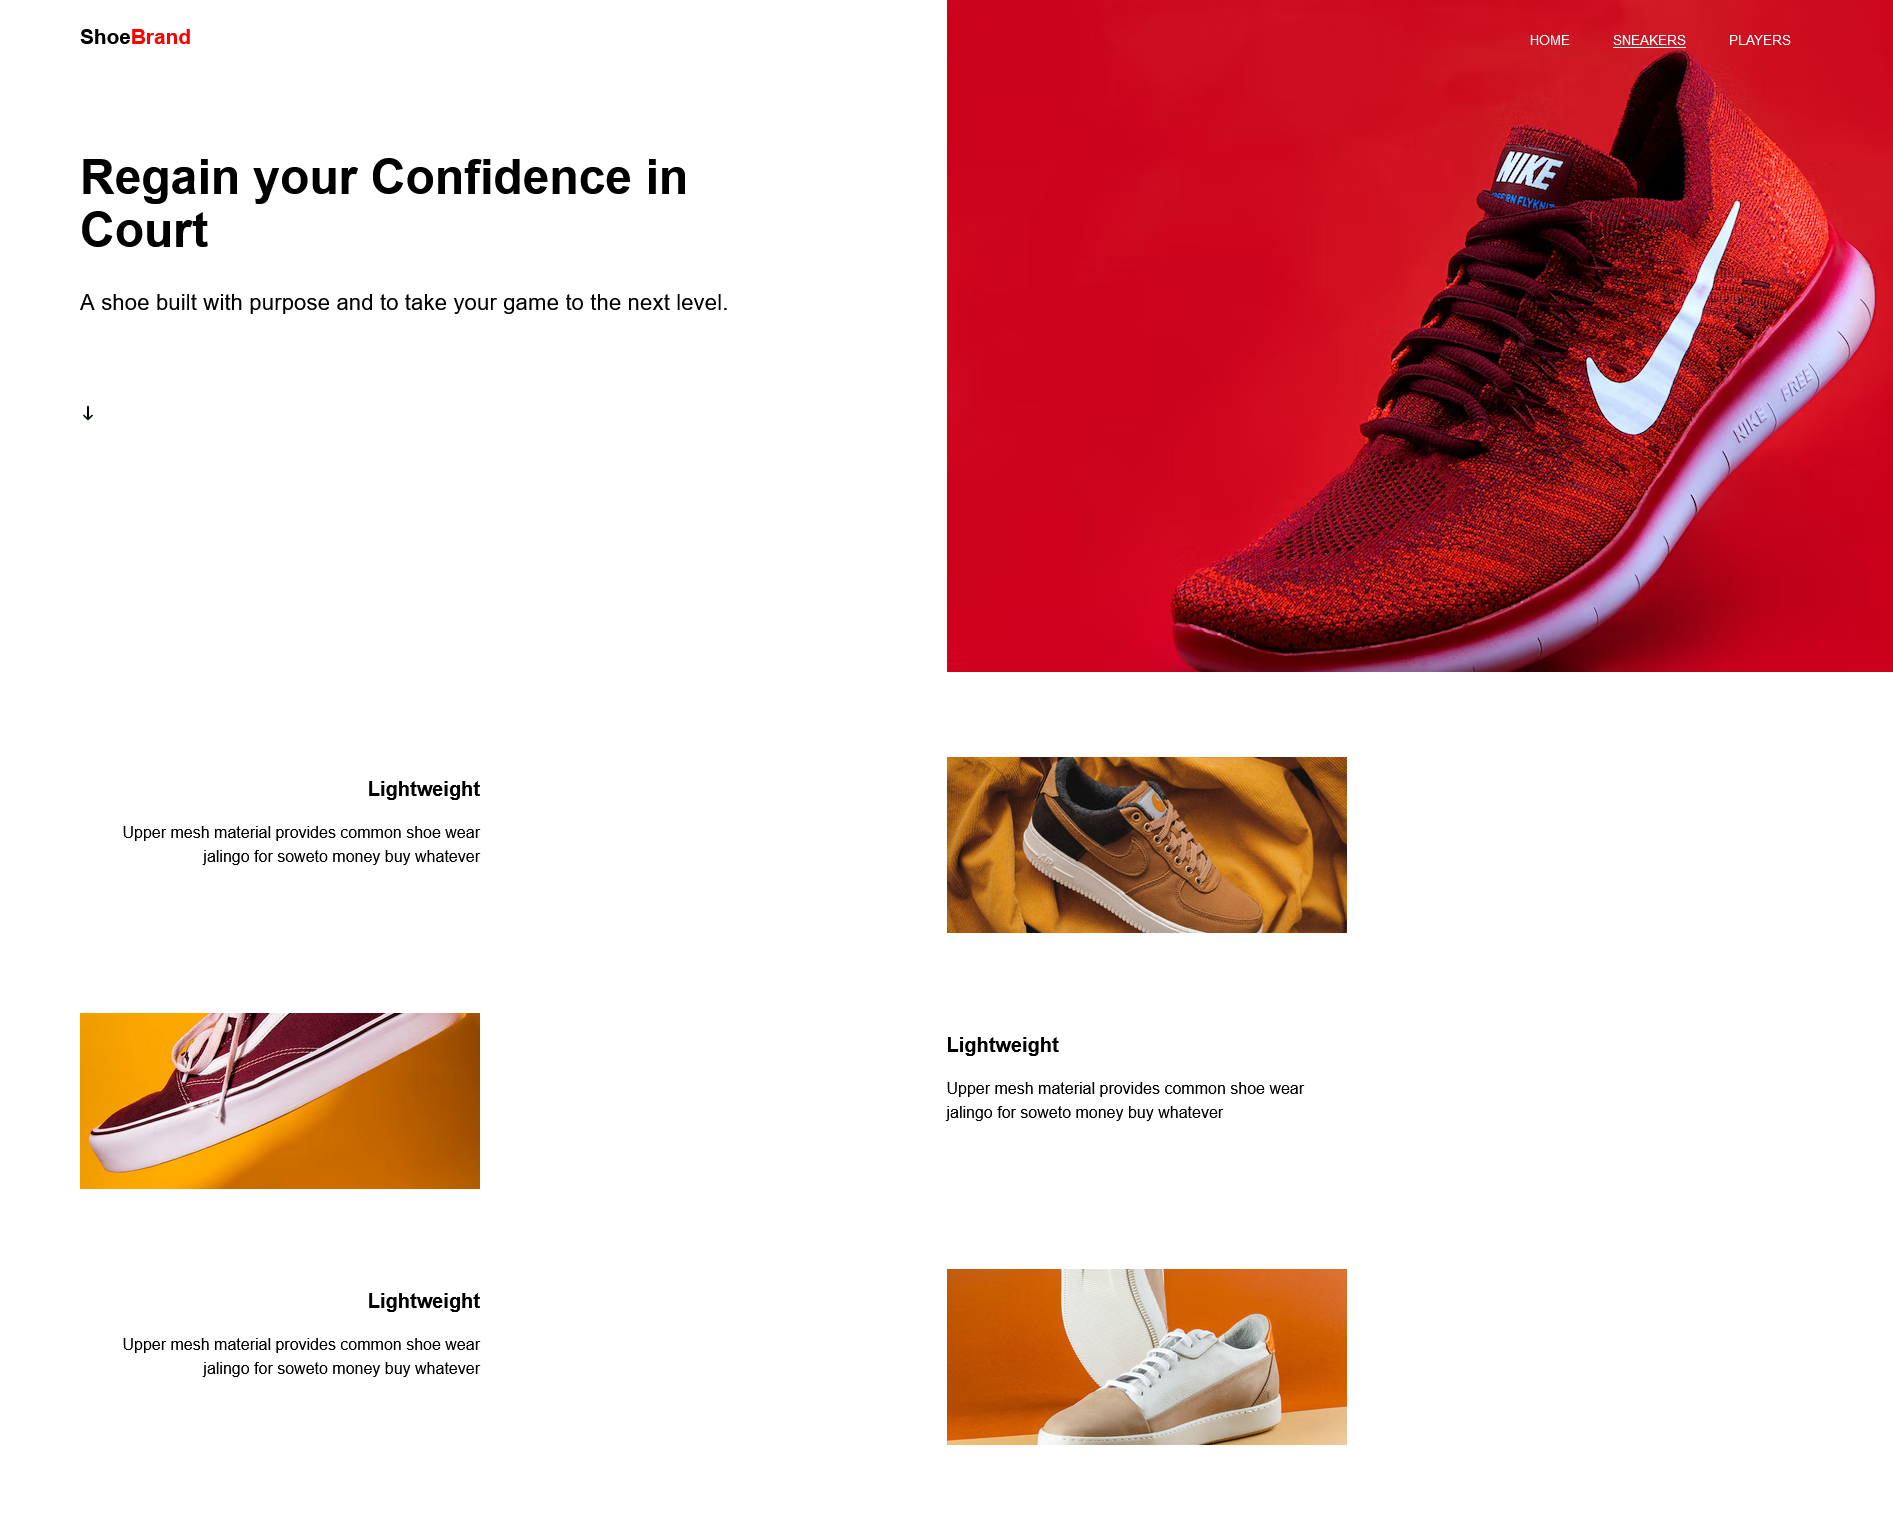 ShoeBrand
HOME SNEAKERS PLAYERS
Regain your Confidence in
Court
A shoe built with purpose and to take your game to the next level.
NIKE
NIKE FREE
Lightweight
Upper mesh material provides common shoe wear
jalingo for soweto money buy whatever
Lightweight
Upper mesh material provides common shoe wear
jalingo for soweto money buy whatever
Lightweight
Upper mesh material provides common shoe wear
jalingo for soweto money buy whatever